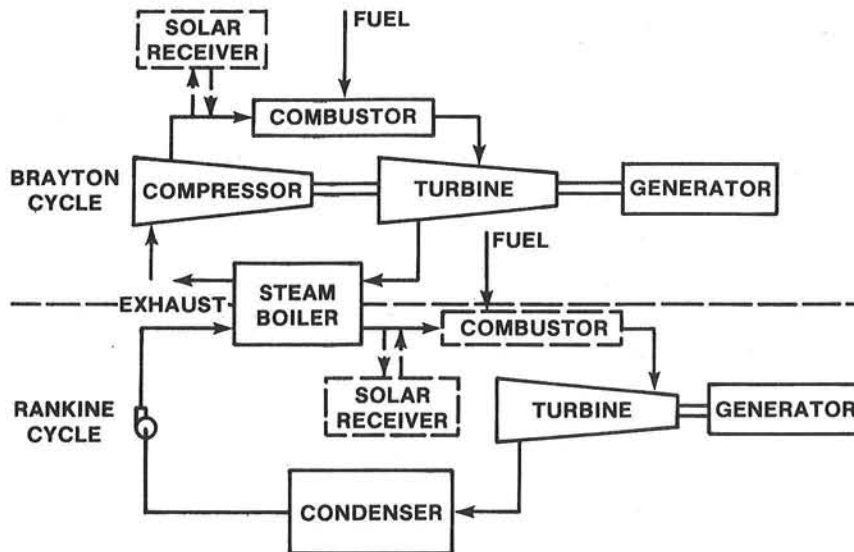 SOLAR
RECEIVER
FUEL
COMBUSTOR
BRAYTON
CYCLE
COMPRESSOR
TURBINE
GENERATOR
FUEL
EXHAUST
STEAM
BOILER
COMBUSTOR
SOLAR
RECEIVER
RANKINE
CYCLE
TURBINE
GENERATOR
CONDENSER